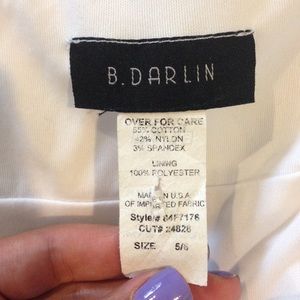 B. DARLIN
OVER FOR CARE
55% COTTON
42% NYLON
3% SPANDEX
LINING
100% POLYESTER
MADE IN U.S.A
OF IMPORTED FABRIC
Style# 84F7176
CUT# 24828
SIZE 5/6